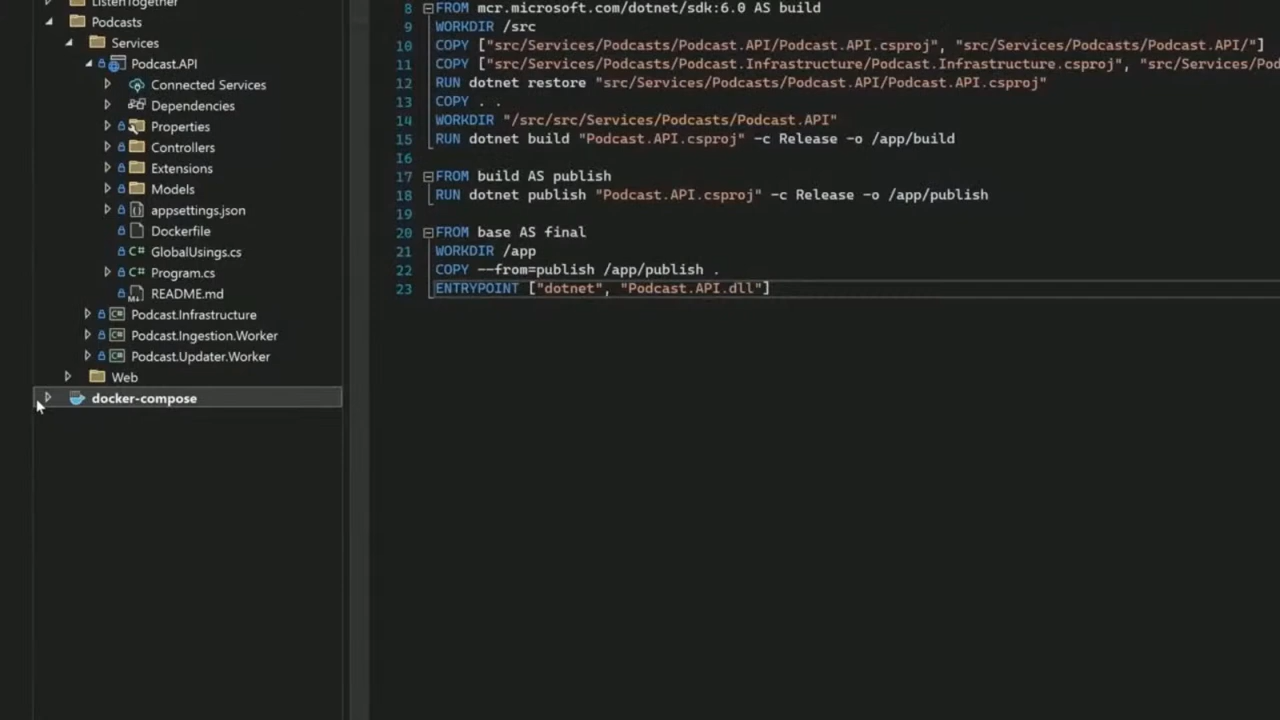 ListenTogether
Podcasts
Services
Podcast.API
Connected Services
Dependencies
Properties
Controllers
Extensions
Models
appsettings.json
Dockerfile
GlobalUsings.cs
Program.cs
README.md
Podcast.Infrastructure
Podcast.Ingestion.Worker
Podcast.Updater.Worker
Web
docker-compose
8 FROM mcr.microsoft.com/dotnet/sdk:6.0 AS build
9 WORKDIR /src
10 COPY ["src/Services/Podcasts/Podcast.API/Podcast.API.csproj", "src/Services/Podcasts/Podcast.API/"]
11 COPY ["src/Services/Podcasts/Podcast.Infrastructure/Podcast.Infrastructure.csproj", "src/Services/Pod
12 RUN dotnet restore "src/Services/Podcasts/Podcast.API/Podcast.API.csproj"
13 COPY . .
14 WORKDIR "/src/src/Services/Podcasts/Podcast.API"
15 RUN dotnet build "Podcast.API.csproj" -c Release -o /app/build
16
17 FROM build AS publish
18 RUN dotnet publish "Podcast.API.csproj" -c Release -o /app/publish
19
20 FROM base AS final
21 WORKDIR /app
22 COPY --from=publish /app/publish .
23 ENTRYPOINT ["dotnet", "Podcast.API.dll"]